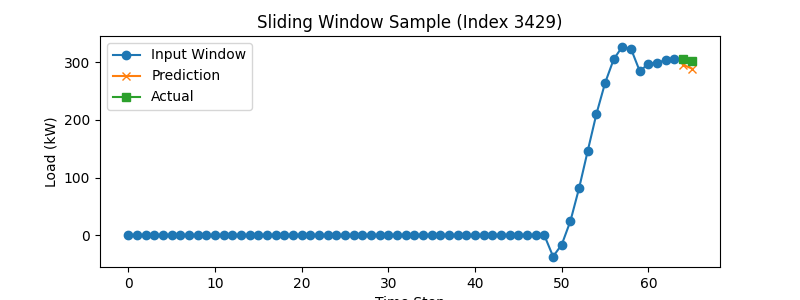 Sliding Window Sample (Index 3429)
Input Window
Prediction
Actual
Load (kW)
300
200
100
0
0 10 20 30 40 50 60
Time Step